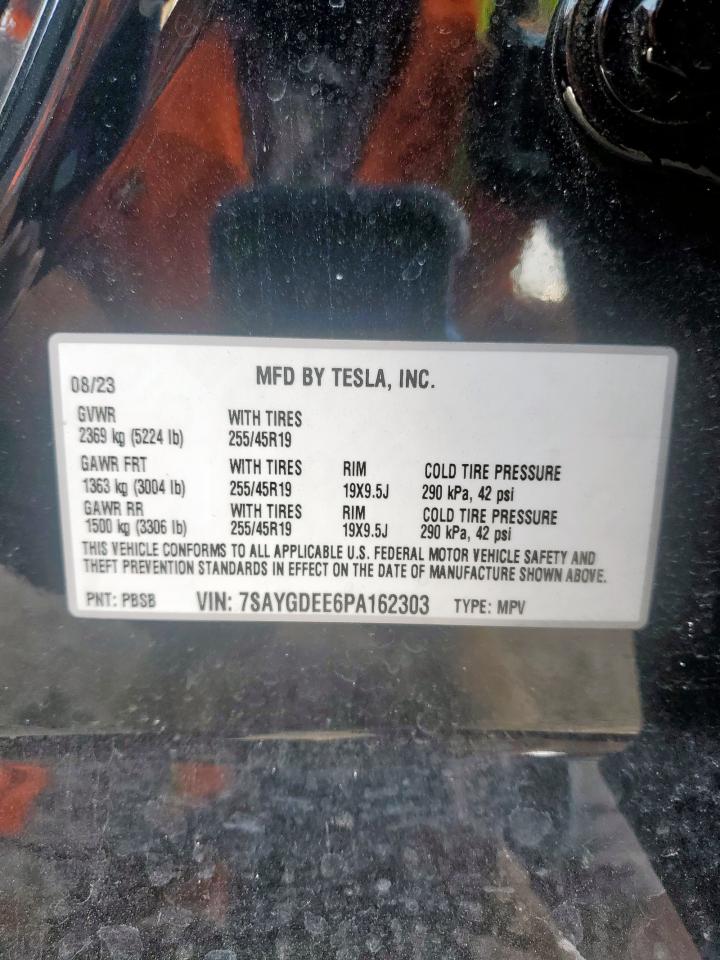 08/23 MFD BY TESLA, INC.
GVWR WITH TIRES
2369 kg (5224 lb) 255/45R19
GAWR FRT WITH TIRES RIM COLD TIRE PRESSURE
1363 kg (3004 lb) 255/45R19 19X9.5J 290 kPa, 42 psi
GAWR RR WITH TIRES RIM COLD TIRE PRESSURE
1500 kg (3306 lb) 255/45R19 19X9.5J 290 kPa, 42 psi
THIS VEHICLE CONFORMS TO ALL APPLICABLE U.S. FEDERAL MOTOR VEHICLE SAFETY AND
THEFT PREVENTION STANDARDS IN EFFECT ON THE DATE OF MANUFACTURE SHOWN ABOVE.
PNT: PBSB VIN: 7SAYGDEE6PA162303 TYPE: MPV